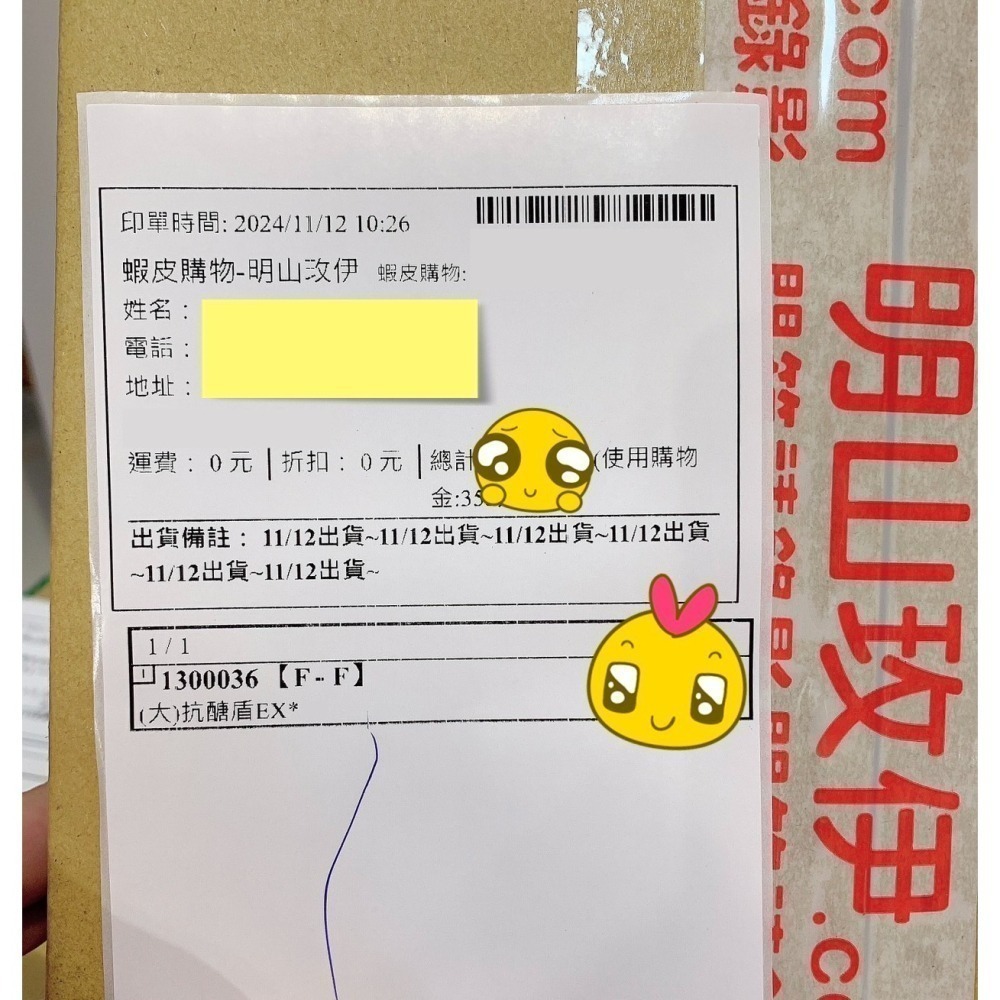 印單時間: 2024/11/12 10:26
蝦皮購物-明山玫伊 蝦皮購物:
姓名：
電話：
地址：
運費：0元 | 折扣：0元 | 總計 (使用購物
金:35
出貨備註： 11/12出貨~11/12出貨~11/12出貨~11/12出貨
~11/12出貨~11/12出貨~
1 / 1
1300036 【F - F】
(大)抗醣盾EX*
錄影
com
明山玫伊
.co